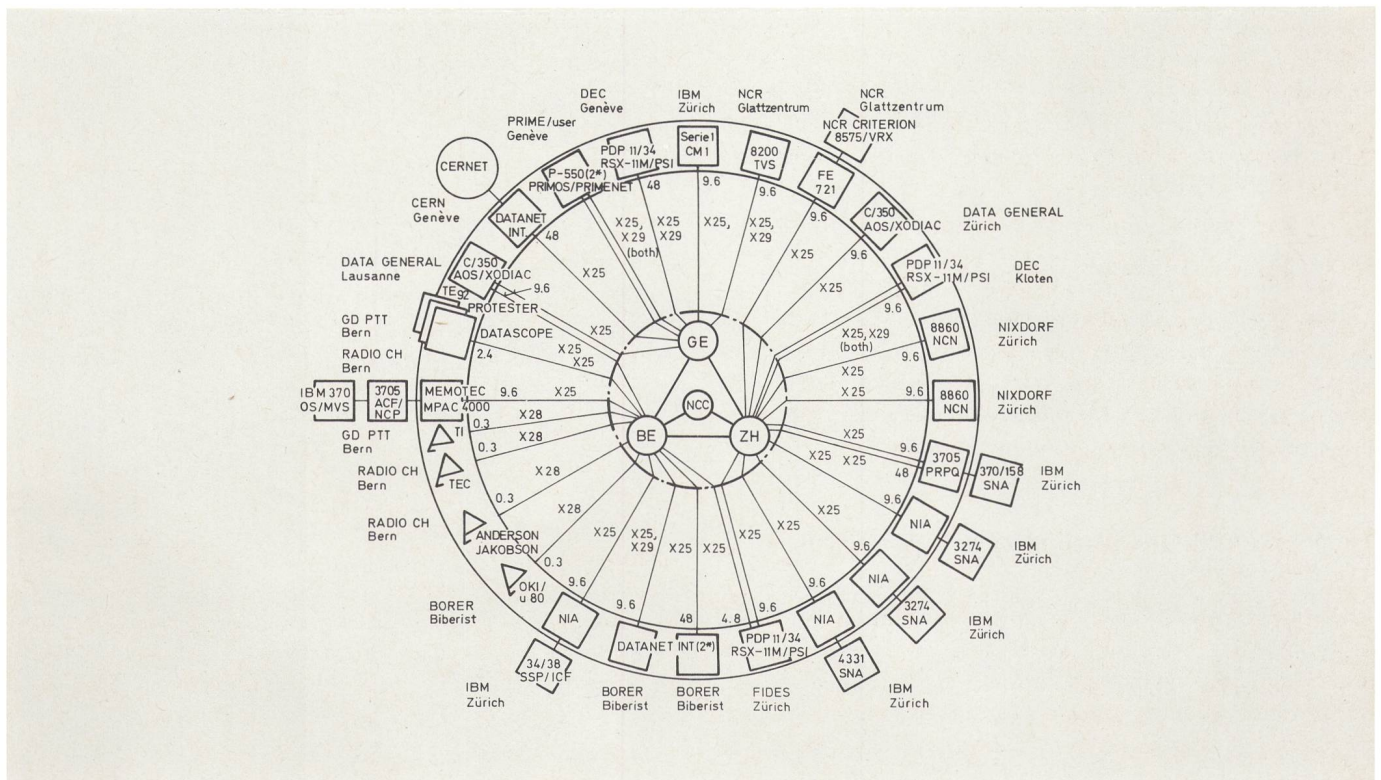 DEC
Genève
IBM
Zürich
NCR
Glattzentrum
NCR
Glattzentrum
PRIME/user
Genève
PDP 11/34
RSX-11M/PSI
Serie1
CM1
8200
TVS
NCR CRITERION
8575/VRX
CERNET
P-550(2*)
PRIMOS/PRIMENET
48
9.6
9.6
FE
721
9.6
CERN
Genève
DATANET
INT.
48
X25,
X29
(both)
X25
X29
X25,
X25,
X29
X25
C/350
AOS/XODIAC
9.6
DATA GENERAL
Zürich
DATA GENERAL
Lausanne
C/350
AOS/XODIAC
9.6
X25
X25
PDP11/34
RSX-11M/PSI
9.6
DEC
Kloten
TE
92
PROTESTER
GD PTT
Bern
DATASCOPE
2.4
X25
X25
X25
GE
X25,X29
(both)
X25
9.6
8860
NCN
NIXDORF
Zürich
RADIO CH
Bern
IBM 370
OS/MVS
3705
ACF/
NCP
MEMOTEC
MPAC 4000
9.6
X25
NCC
X25
9.6
8860
NCN
NIXDORF
Zürich
GD PTT
Bern
TI
0.3
X28
0.3
X28
BE
ZH
X25
X25
X25
9.6
48
3705
PRPQ
370/158
SNA
IBM
Zürich
RADIO CH
Bern
TEC
X28
0.3
X25
9.6
NIA
3274
SNA
IBM
Zürich
RADIO CH
Bern
ANDERSON
JAKOBSON
X28
0.3
X25
X25,
X29
X25
X25
X25
X25
9.6
NIA
3274
SNA
IBM
Zürich
BORER
Biberist
OKI/
u 80
9.6
NIA
34/38
SSP/ICF
IBM
Zürich
9.6
DATANET INT(2*)
48
BORER
Biberist
BORER
Biberist
4.8
9.6
PDP11/34
RSX-11M/PSI
FIDES
Zürich
9.6
NIA
4331
SNA
IBM
Zürich